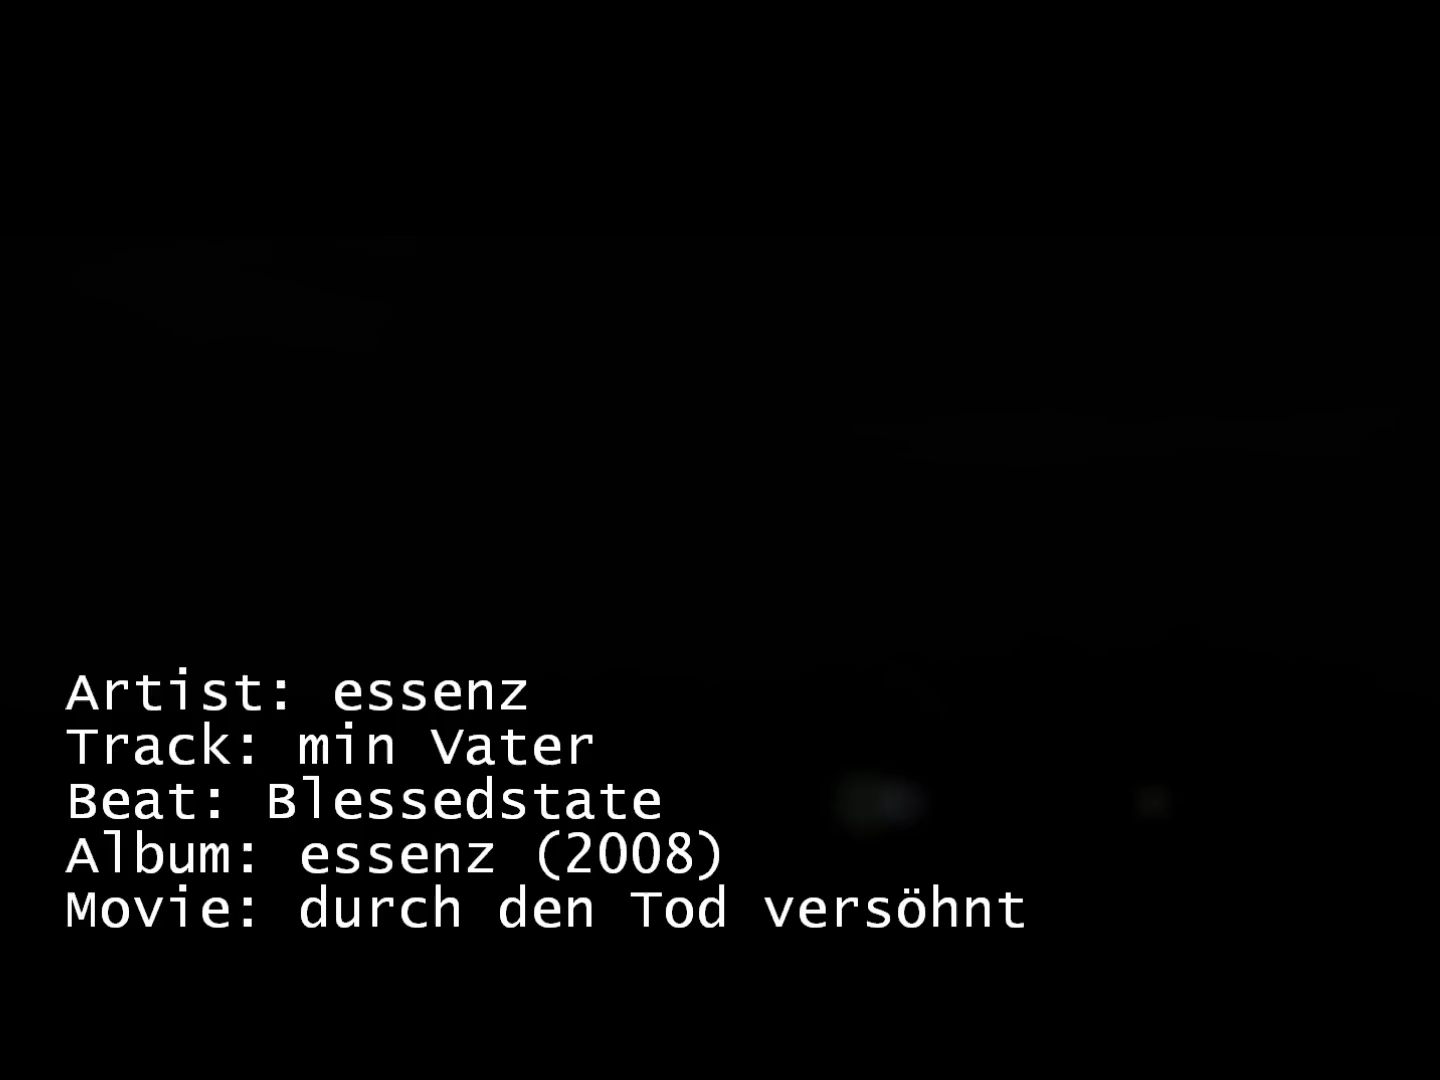 Artist: essenz
Track: min Vater
Beat: Blessedstate
Album: essenz (2008)
Movie: durch den Tod versöhnt